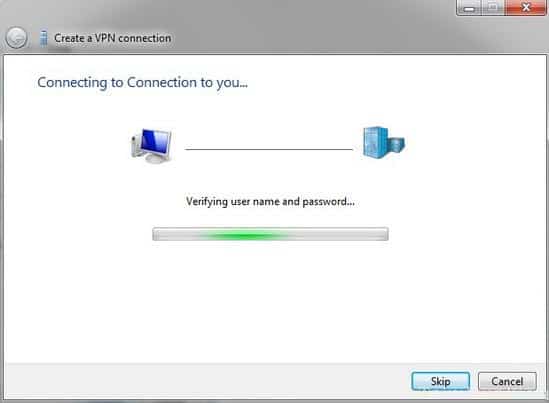 Create a VPN connection
Connecting to Connection to you...
Verifying user name and password...
Skip
Cancel